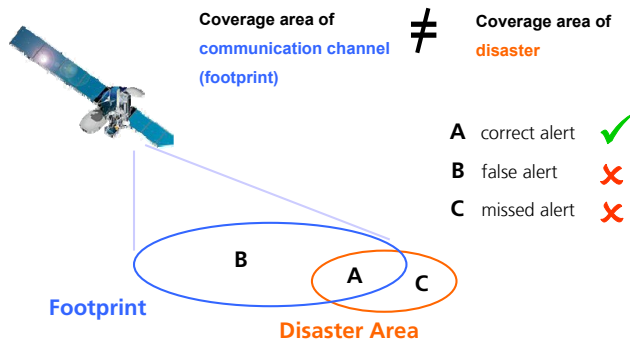 Coverage area of
communication channel
(footprint)
≠
Coverage area of
disaster
A correct alert ✓
B false alert ✗
C missed alert ✗
B
A
C
Footprint
Disaster Area